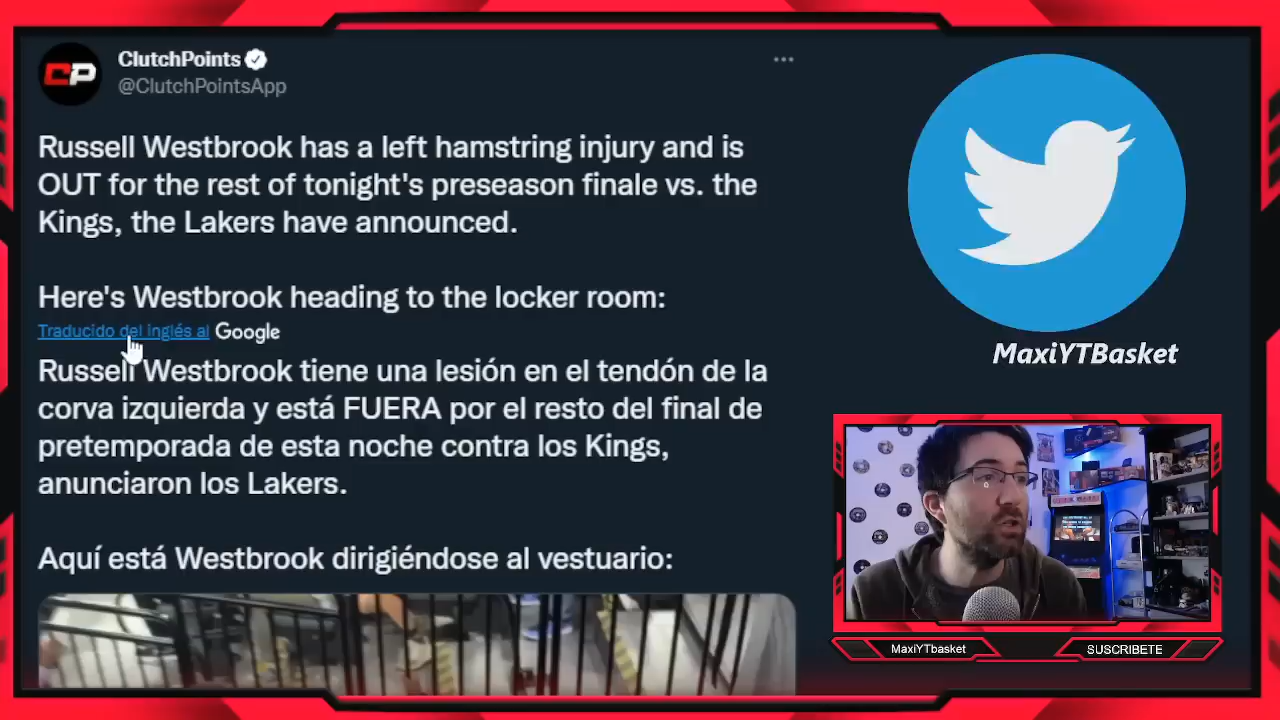 CP
ClutchPoints
@ClutchPointsApp
Russell Westbrook has a left hamstring injury and is
OUT for the rest of tonight's preseason finale vs. the
Kings, the Lakers have announced.
Here's Westbrook heading to the locker room:
Traducido del inglés al Google
Russell Westbrook tiene una lesión en el tendón de la
corva izquierda y está FUERA por el resto del final de
pretemporada de esta noche contra los Kings,
anunciaron los Lakers.
Aquí está Westbrook dirigiéndose al vestuario:
MaxiYTBasket
MaxiYTbasket
SUSCRIBETE